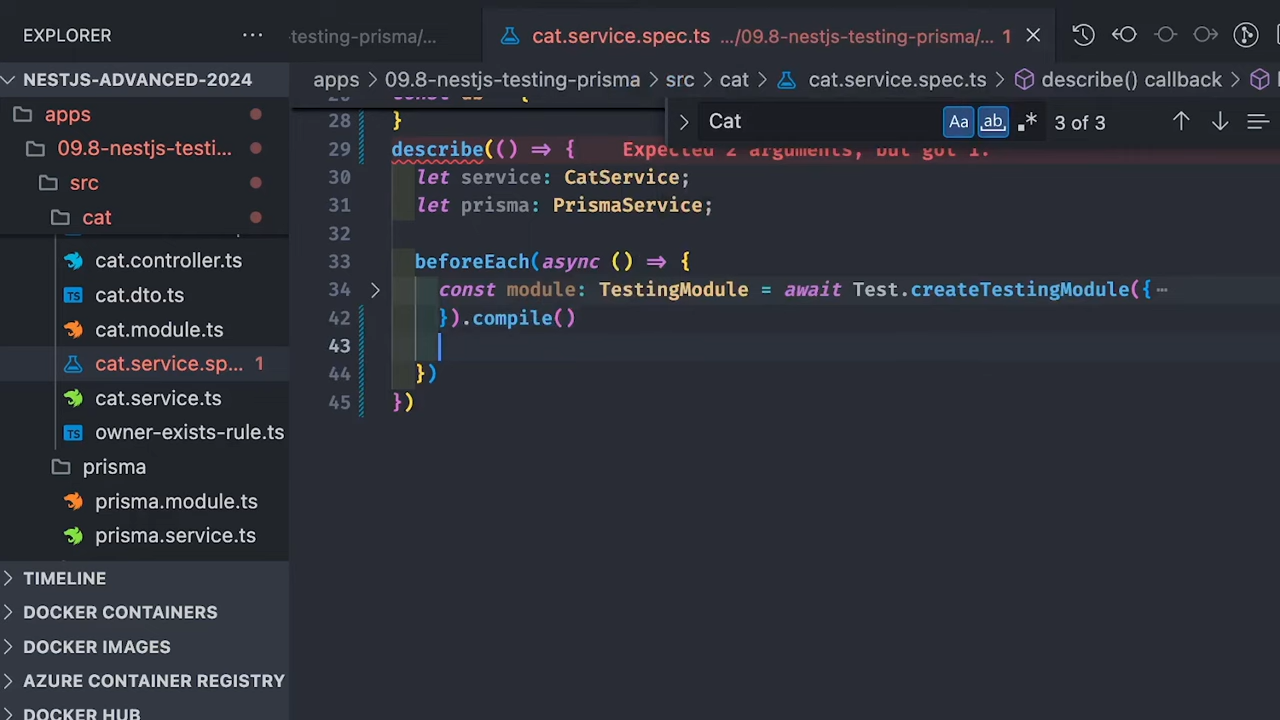 EXPLORER
testing-prisma/...
cat.service.spec.ts .../09.8-nestjs-testing-prisma/... 1
NESTJS-ADVANCED-2024
apps > 09.8-nestjs-testing-prisma > src > cat > cat.service.spec.ts > describe() callback >
apps
09.8-nestjs-testi...
src
cat
cat.controller.ts
cat.dto.ts
cat.module.ts
cat.service.sp... 1
cat.service.ts
owner-exists-rule.ts
prisma
prisma.module.ts
prisma.service.ts
TIMELINE
DOCKER CONTAINERS
DOCKER IMAGES
AZURE CONTAINER REGISTRY
DOCKER HUB
Cat Aa ab .* 3 of 3
28 }
29 describe(() => { Expected 2 arguments, but got 1.
30 let service: CatService;
31 let prisma: PrismaService;
32
33 beforeEach(async () => {
34 const module: TestingModule = await Test.createTestingModule({ ⋯
42 }).compile()
43
44 })
45 })